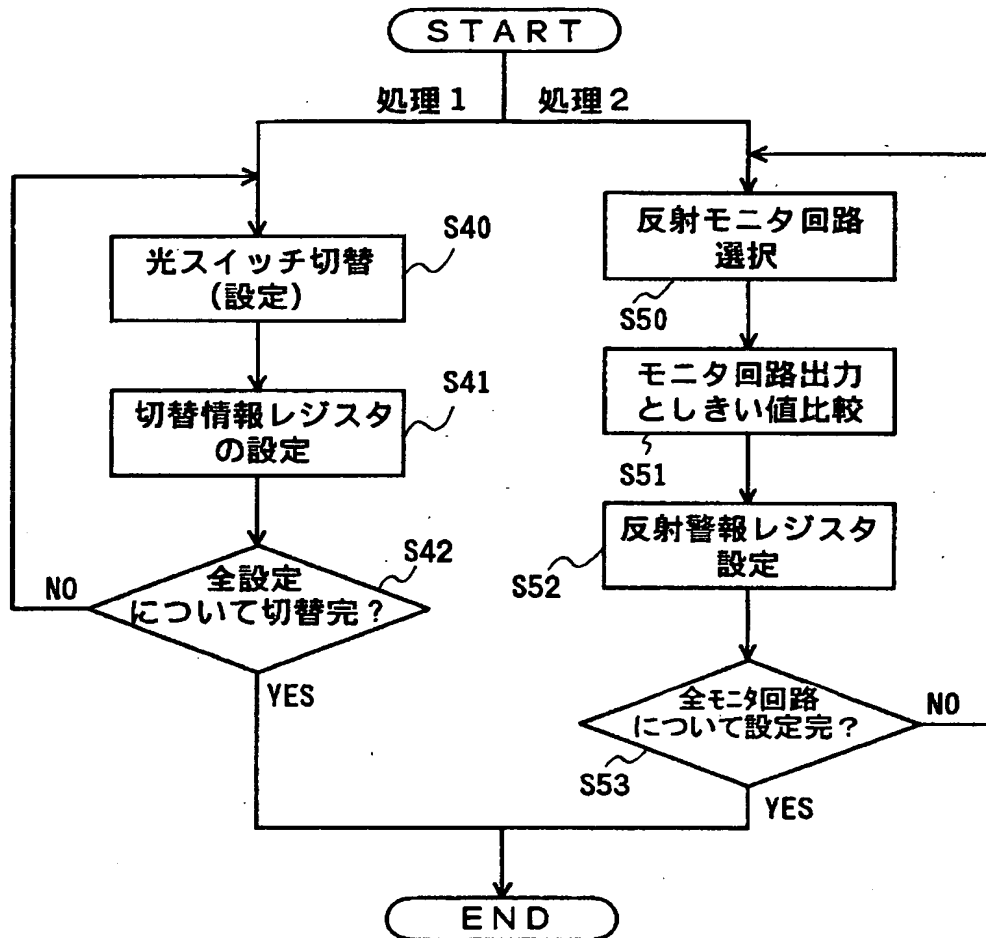 START
処理1
処理2
光スイッチ切替
(設定)
S40
切替情報レジスタ
の設定
S41
全設定
について切替完?
S42
NO
YES
反射モニタ回路
選択
S50
モニタ回路出力
としきい値比較
S51
反射警報レジスタ
設定
S52
全モニタ回路
について設定完?
S53
NO
YES
END